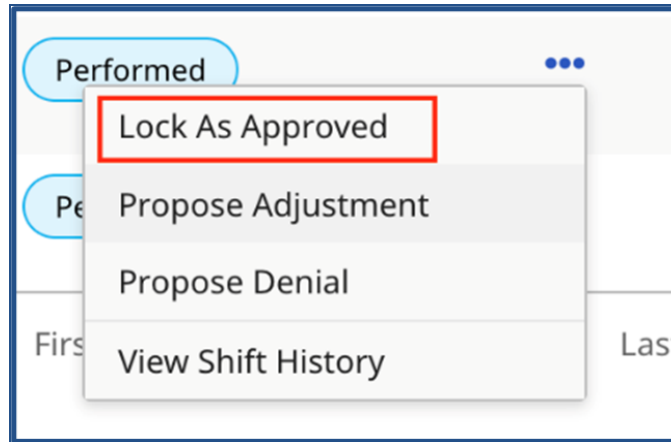 Performed
Lock As Approved
Propose Adjustment
Propose Denial
View Shift History